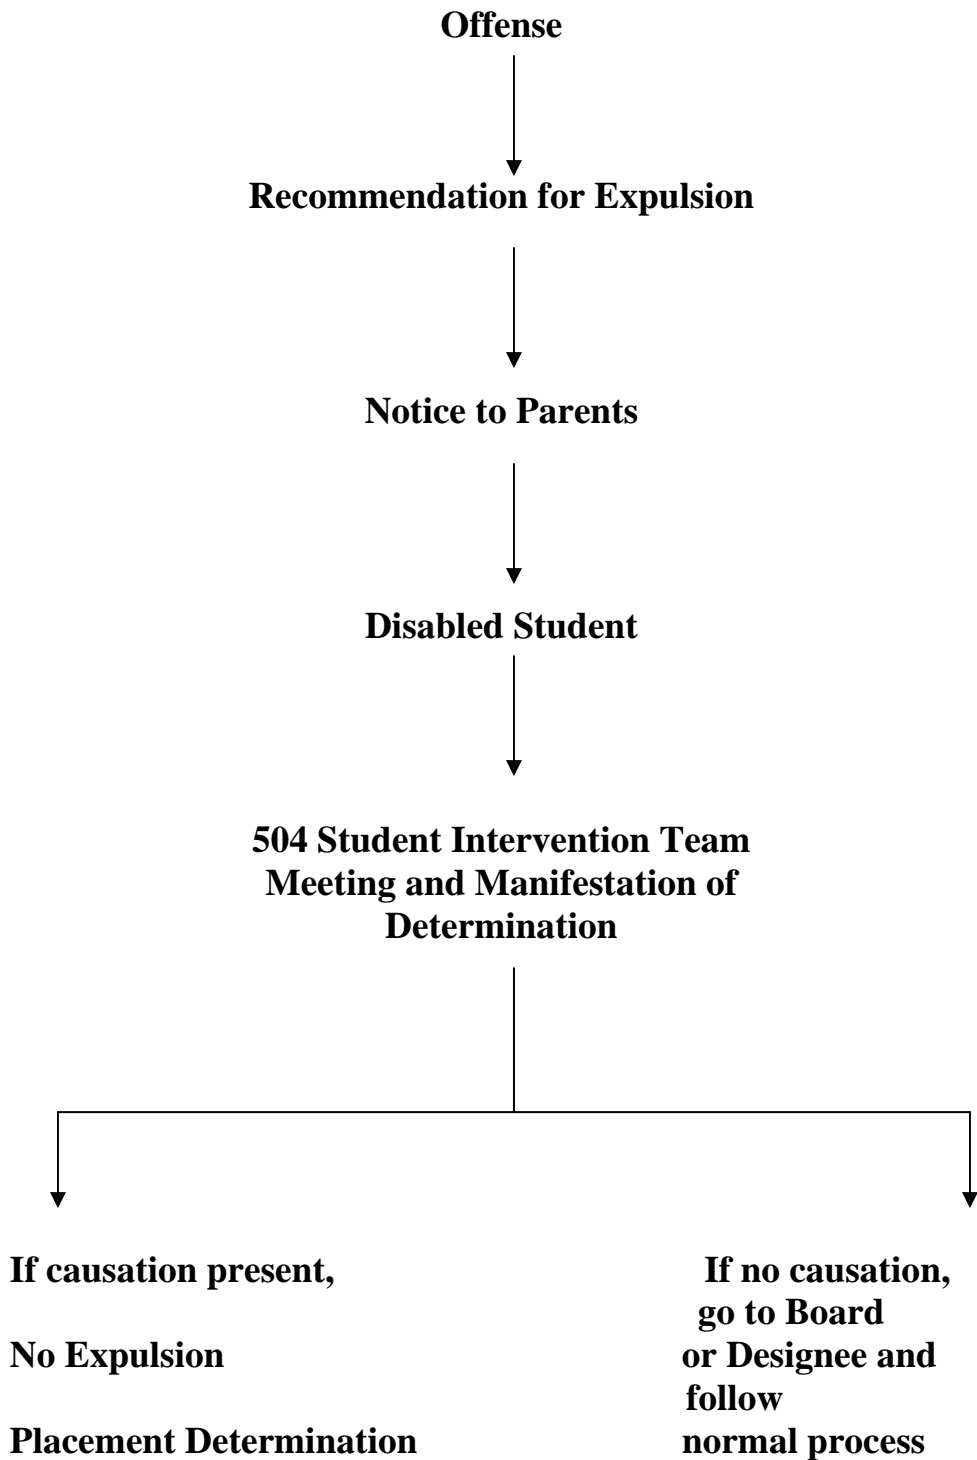 Offense
Recommendation for Expulsion
Notice to Parents
Disabled Student
504 Student Intervention Team
Meeting and Manifestation of
Determination
If causation present,
No Expulsion
Placement Determination
If no causation,
go to Board
or Designee and
follow
normal process